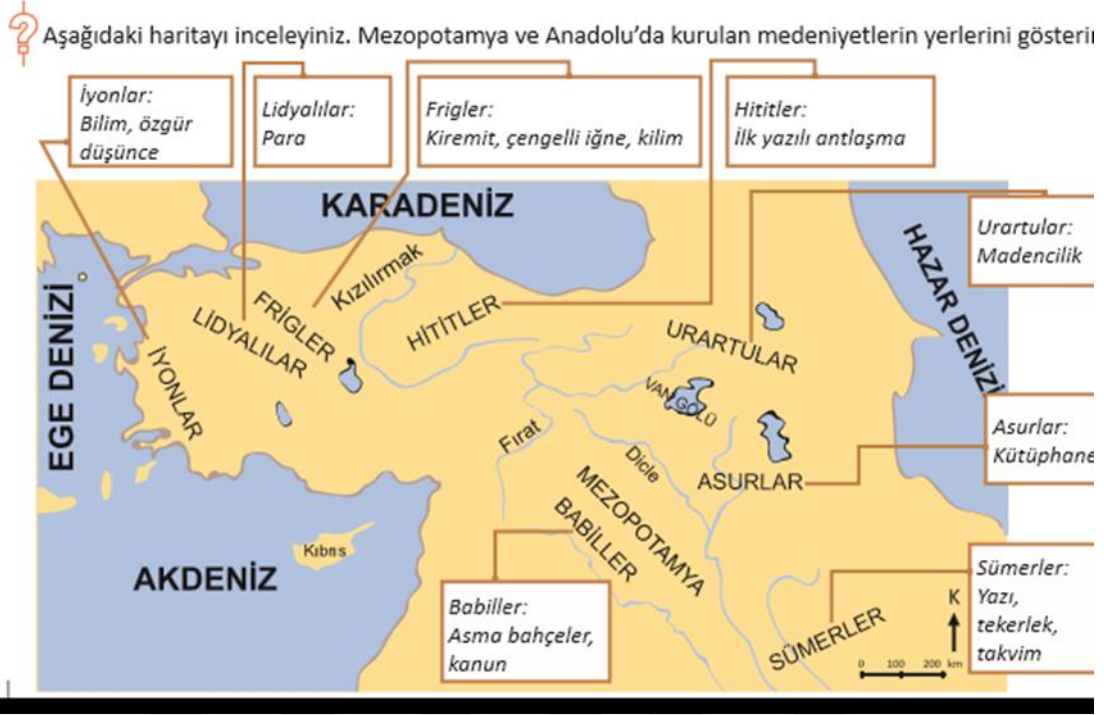 Aşağıdaki haritayı inceleyiniz. Mezopotamya ve Anadolu’da kurulan medeniyetlerin yerlerini gösterin
İyonlar:
Bilim, özgür
düşünce
Lidyalılar:
Para
Frigler:
Kiremit, çengelli iğne, kilim
Hititler:
İlk yazılı antlaşma
KARADENİZ
Urartular:
Madencilik
HAZAR DENİZİ
EGE DENİZİ
Kızılırmak
FRİGLER
LİDYALILAR
HİTİTLER
URARTULAR
İYONLAR
VAN GÖLÜ
Asurlar:
Kütüphane
Fırat
Dicle
ASURLAR
MEZOPOTAMYA
BABİLLER
Kıbrıs
AKDENİZ
Babiller:
Asma bahçeler,
kanun
SÜMERLER
Sümerler:
Yazı,
tekerlek,
takvim
K
0 100 200 km